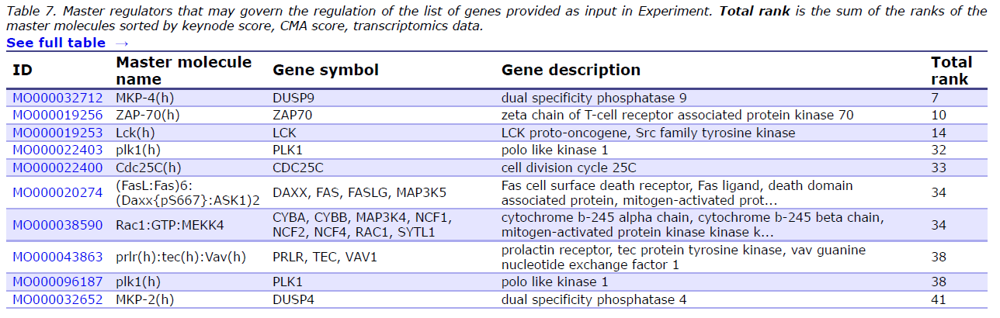 Table 7. Master regulators that may govern the regulation of the list of genes provided as input in Experiment. Total rank is the sum of the ranks of the
master molecules sorted by keynode score, CMA score, transcriptomics data.
See full table →
ID Master molecule name Gene symbol Gene description Total rank
MO000032712 MKP-4(h) DUSP9 dual specificity phosphatase 9 7
MO000019256 ZAP-70(h) ZAP70 zeta chain of T-cell receptor associated protein kinase 70 10
MO000019253 Lck(h) LCK LCK proto-oncogene, Src family tyrosine kinase 14
MO000022403 plk1(h) PLK1 polo like kinase 1 32
MO000022400 Cdc25C(h) CDC25C cell division cycle 25C 33
MO000020274 (FasL:Fas)6:(Daxx{pS667}:ASK1)2 DAXX, FAS, FASLG, MAP3K5 Fas cell surface death receptor, Fas ligand, death domain associated protein, mitogen-activated prot... 34
MO000038590 Rac1:GTP:MEKK4 CYBA, CYBB, MAP3K4, NCF1, NCF2, NCF4, RAC1, SYTL1 cytochrome b-245 alpha chain, cytochrome b-245 beta chain, mitogen-activated protein kinase kinase k... 34
MO000043863 prlr(h):tec(h):Vav(h) PRLR, TEC, VAV1 prolactin receptor, tec protein tyrosine kinase, vav guanine nucleotide exchange factor 1 38
MO000096187 plk1(h) PLK1 polo like kinase 1 38
MO000032652 MKP-2(h) DUSP4 dual specificity phosphatase 4 41